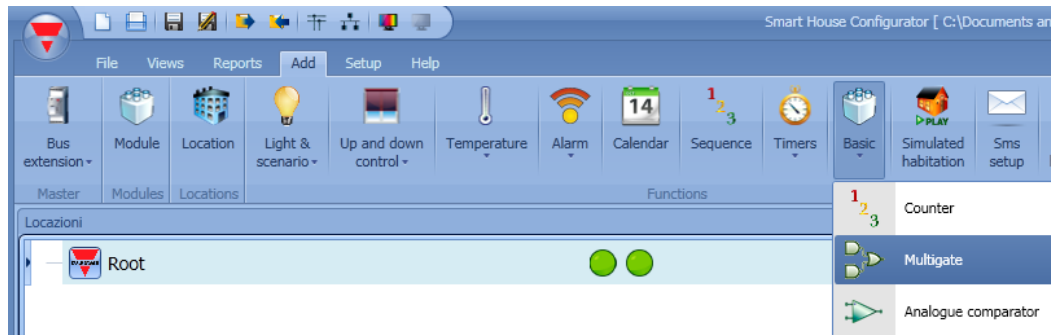 Smart House Configurator [ C:\Documents an
File Views Reports Add Setup Help
14
1 2 3
PLAY
Bus extension Module Location Light & scenario Up and down control Temperature Alarm Calendar Sequence Timers Basic Simulated habitation Sms setup
Master Modules Locations Functions
Locazioni
1 2 3 Counter
Root
Multigate
Analogue comparator